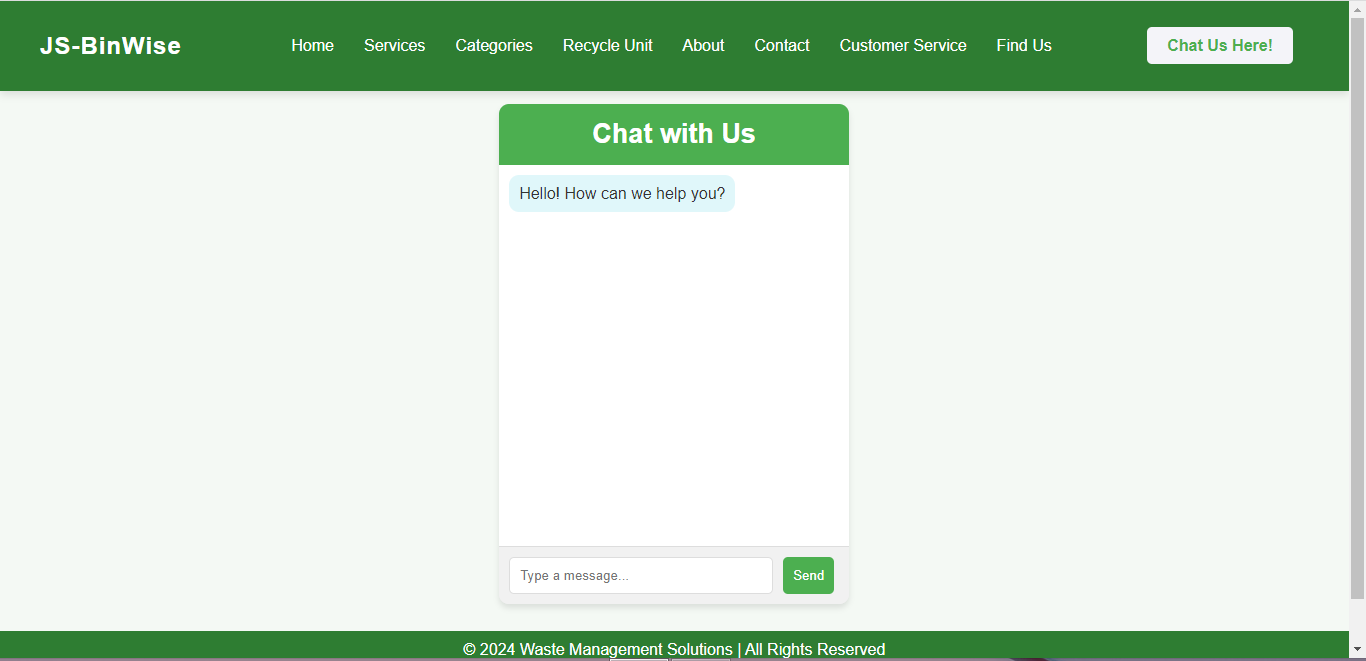 JS-BinWise
Home Services Categories Recycle Unit About Contact Customer Service Find Us
Chat Us Here!
Chat with Us
Hello! How can we help you?
Type a message...
Send
© 2024 Waste Management Solutions | All Rights Reserved